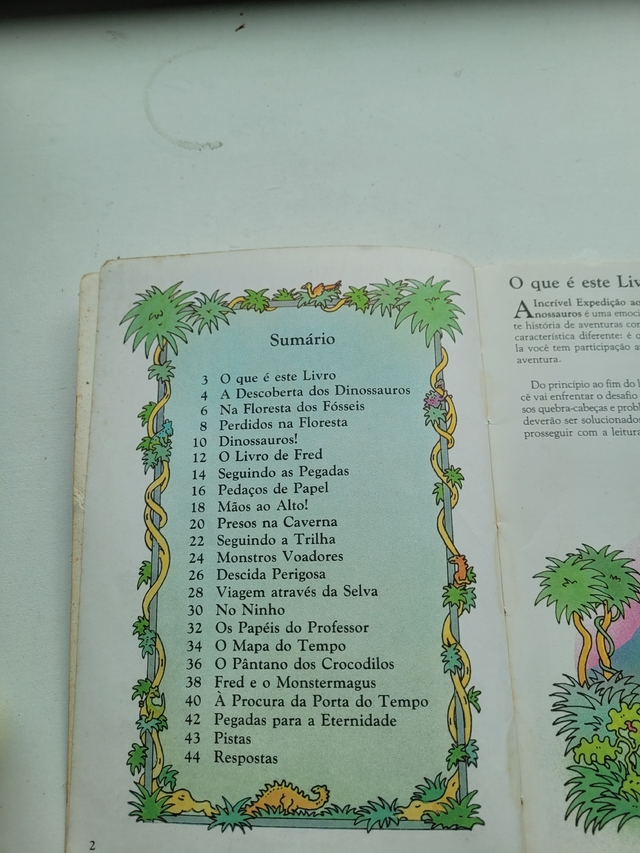 Sumário
3 O que é este Livro
4 A Descoberta dos Dinossauros
6 Na Floresta dos Fósseis
8 Perdidos na Floresta
10 Dinossauros!
12 O Livro de Fred
14 Seguindo as Pegadas
16 Pedaços de Papel
18 Mãos ao Alto!
20 Presos na Caverna
22 Seguindo a Trilha
24 Monstros Voadores
26 Descida Perigosa
28 Viagem através da Selva
30 No Ninho
32 Os Papéis do Professor
34 O Mapa do Tempo
36 O Pântano dos Crocodilos
38 Fred e o Monstermagus
40 À Procura da Porta do Tempo
42 Pegadas para a Eternidade
43 Pistas
44 Respostas
2
O que é este
A Incrível Expedição
nossauros é uma
te história de aventuras
característica diferente: é
la você tem participação
aventura.
Do princípio ao fim do
cê vai enfrentar o desafio
sos quebra-cabeças e
deverão ser
prosseguir com a leitura